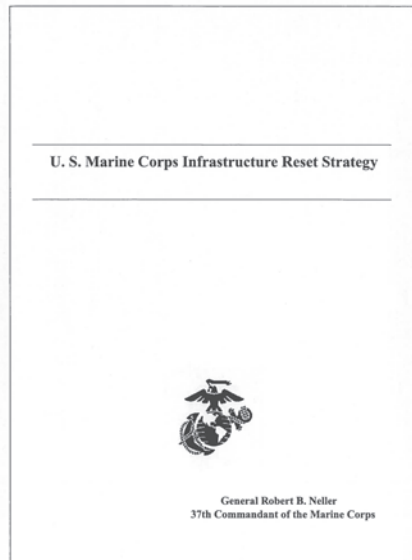 U. S. Marine Corps Infrastructure Reset Strategy
General Robert B. Neller
37th Commandant of the Marine Corps